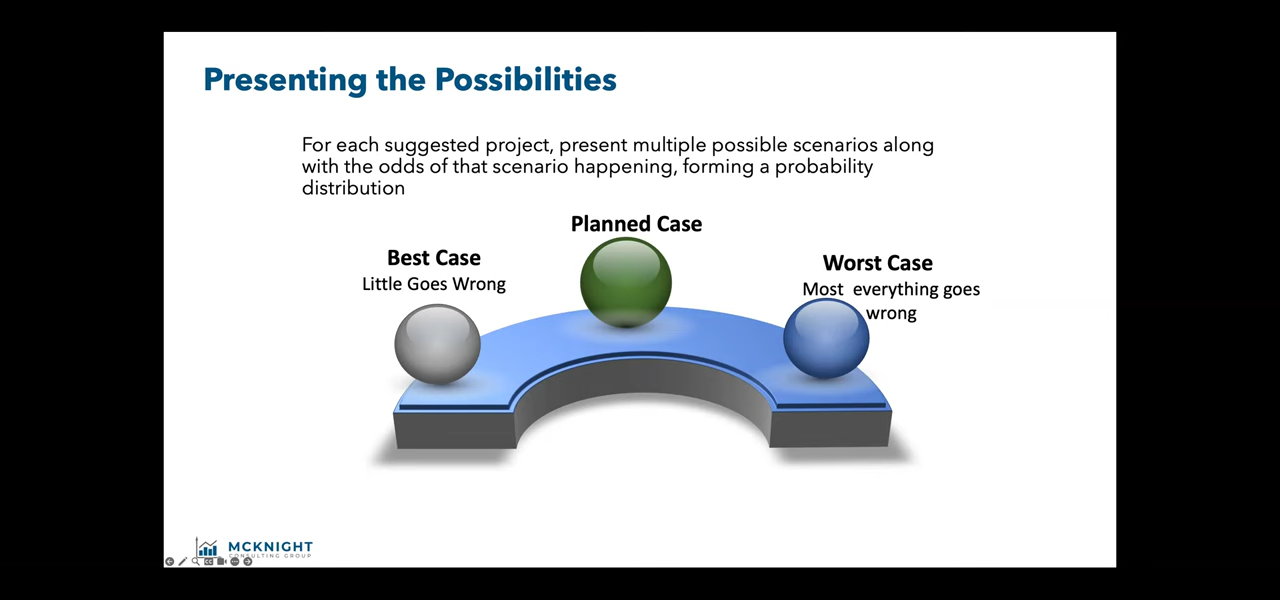 Presenting the Possibilities
For each suggested project, present multiple possible scenarios along
with the odds of that scenario happening, forming a probability
distribution
Planned Case
Best Case
Little Goes Wrong
Worst Case
Most  everything goes
wrong
MCKNIGHT
CONSULTING GROUP